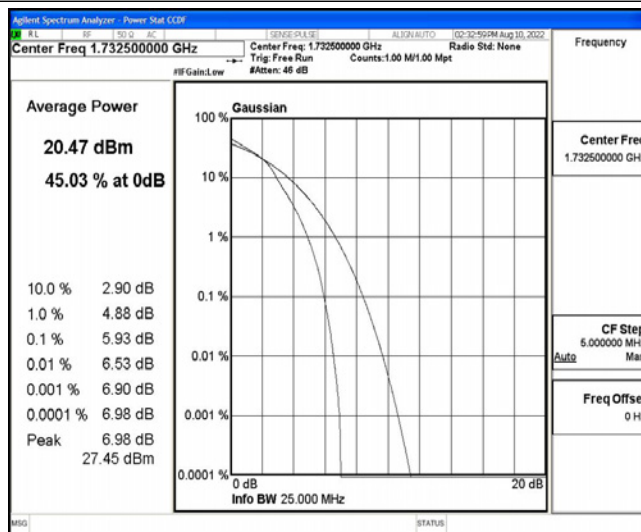 Agilent Spectrum Analyzer - Power Stat CCDF
RL RF 50 Ω AC SENSE:PULSE ALIGN AUTO 02:32:59 PM Aug 10, 2022
Center Freq 1.732500000 GHz
Center Freq: 1.732500000 GHz Radio Std: None
Trig: Free Run Counts:1.00 M/1.00 Mpt
#IFGain:Low #Atten: 46 dB
Frequency
Average Power
20.47 dBm
45.03 % at 0dB
10.0 % 2.90 dB
1.0 % 4.88 dB
0.1 % 5.93 dB
0.01 % 6.53 dB
0.001 % 6.90 dB
0.0001 % 6.98 dB
Peak 6.98 dB
27.45 dBm
Gaussian
100 %
10 %
1 %
0.1 %
0.01 %
0.001 %
0.0001 %
0 dB 20 dB
Info BW 25.000 MHz
Center Fre
1.732500000 GH
CF Step
5.000000 MH
Auto Ma
Freq Offse
0 H
MSG STATUS